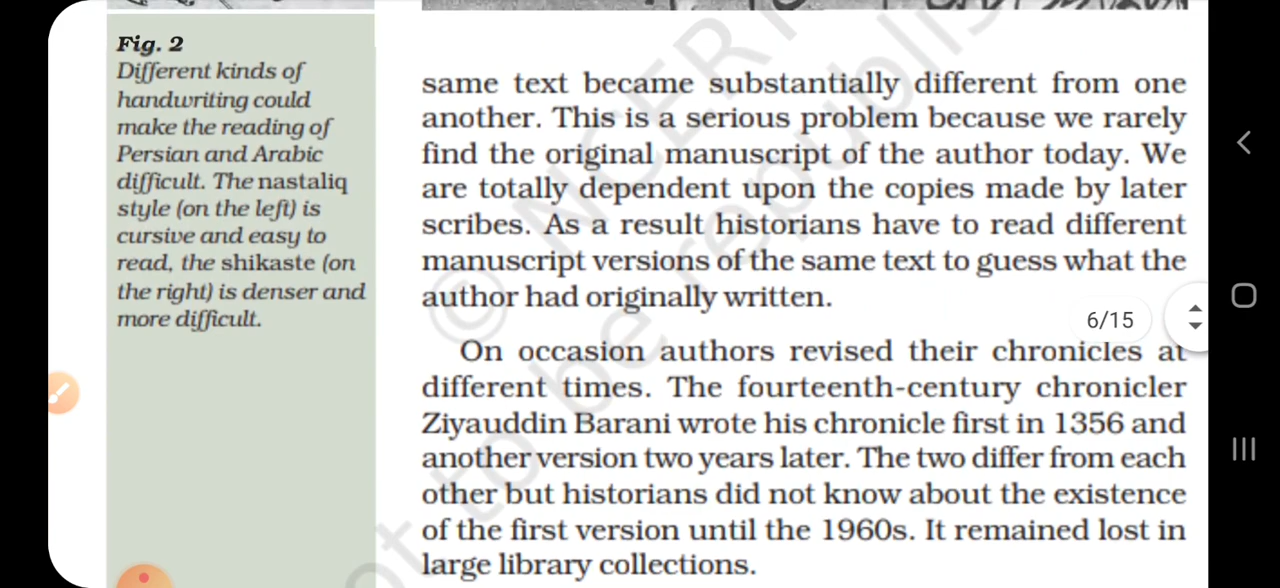 Fig. 2
Different kinds of
handwriting could
make the reading of
Persian and Arabic
difficult. The nastaliq
style (on the left) is
cursive and easy to
read, the shikaste (on
the right) is denser and
more difficult.
same text became substantially different from one
another. This is a serious problem because we rarely
find the original manuscript of the author today. We
are totally dependent upon the copies made by later
scribes. As a result historians have to read different
manuscript versions of the same text to guess what the
author had originally written.
6/15
On occasion authors revised their chronicles at
different times. The fourteenth-century chronicler
Ziyauddin Barani wrote his chronicle first in 1356 and
another version two years later. The two differ from each
other but historians did not know about the existence
of the first version until the 1960s. It remained lost in
large library collections.
© NCERT
not to be republis